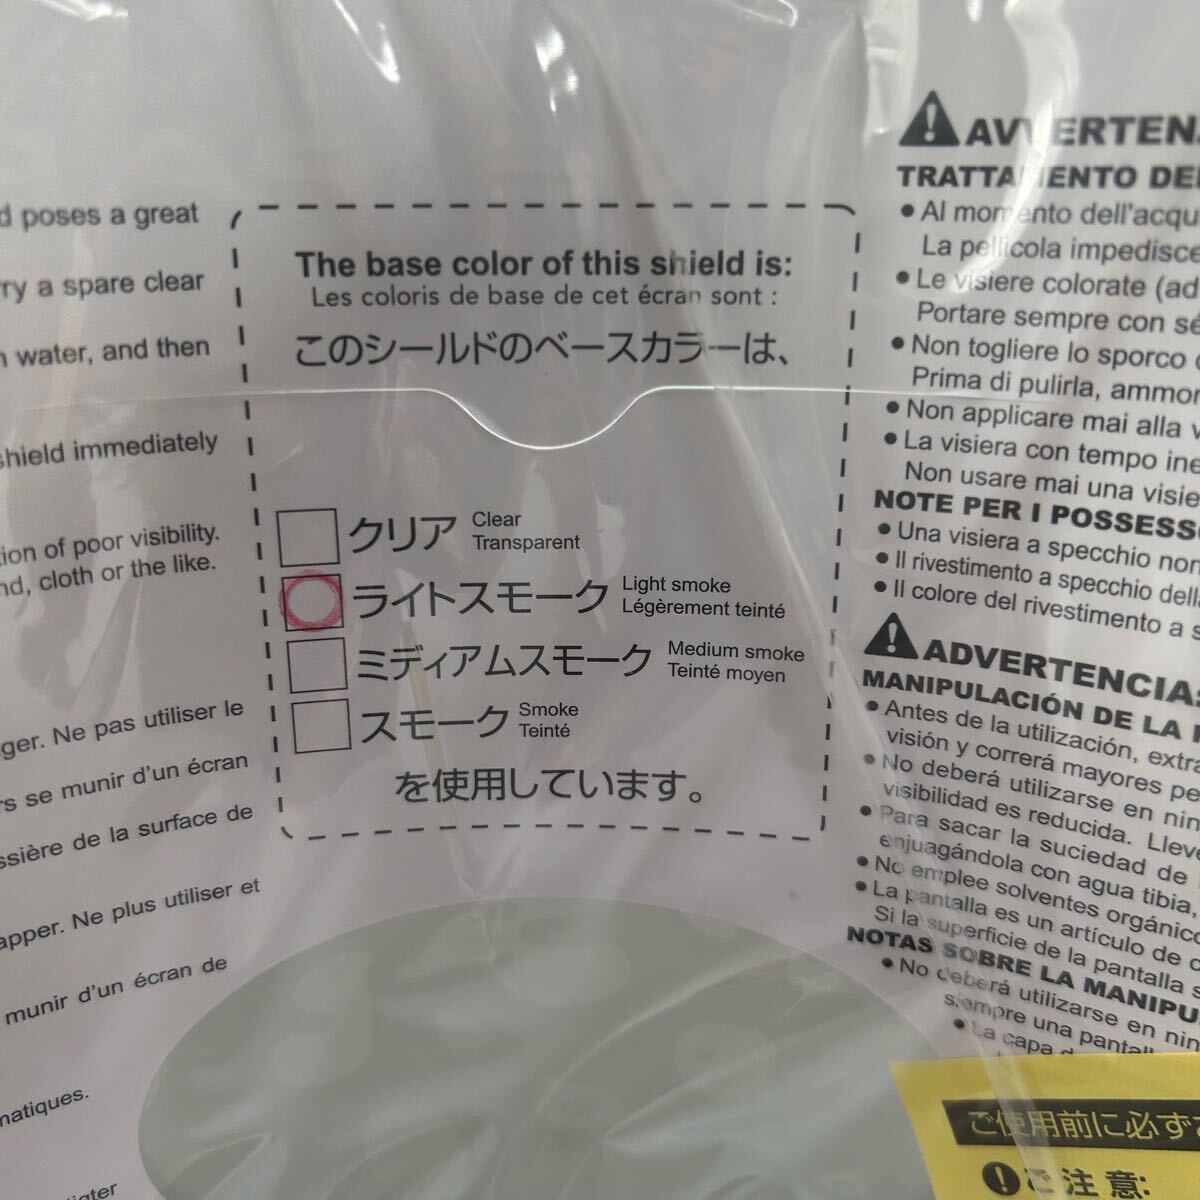 d poses a great
ry a spare clear
water, and then
shield immediately
tion of poor visibility.
nd, cloth or the like.
ger. Ne pas utiliser le
rs se munir d'un écran
ssière de la surface de
apper. Ne plus utiliser et
munir d'un écran de
matiques.
The base color of this shield is:
Les coloris de base de cet écran sont :
このシールドのベースカラーは、
クリア Clear
Transparent
ライトスモーク Light smoke
Légèrement teinté
ミディアムスモーク Medium smoke
Teinté moyen
スモーク Smoke
Teinté
を使用しています。
AVVERTEN
TRATTAMENTO DE
• Al momento dell'acqu
La pellicola impedisce
• Le visiere colorate (ad
Portare sempre con sé
• Non togliere lo sporco
Prima di pulirla, ammor
• Non applicare mai alla v
• La visiera con tempo ine
Non usare mai una visie
NOTE PER I POSSESS
• Una visiera a specchio non
• Il rivestimento a specchio dell
• Il colore del rivestimento a s
ADVERTENCIA
MANIPULACIÓN DE LA
• Antes de la utilización, extra
visión y correrá mayores pe
• No deberá utilizarse en nin
visibilidad es reducida. Lleve
• Para sacar la suciedad de
enjuagándola con agua tibia,
• No emplee solventes orgánico
• La pantalla es un artículo de c
Si la superficie de la pantalla s
NOTAS SOBRE LA MANIPU
• No deberá utilizarse en nin
siempre una pantal
• La capa d
ご使用前に必ず
ご注意: